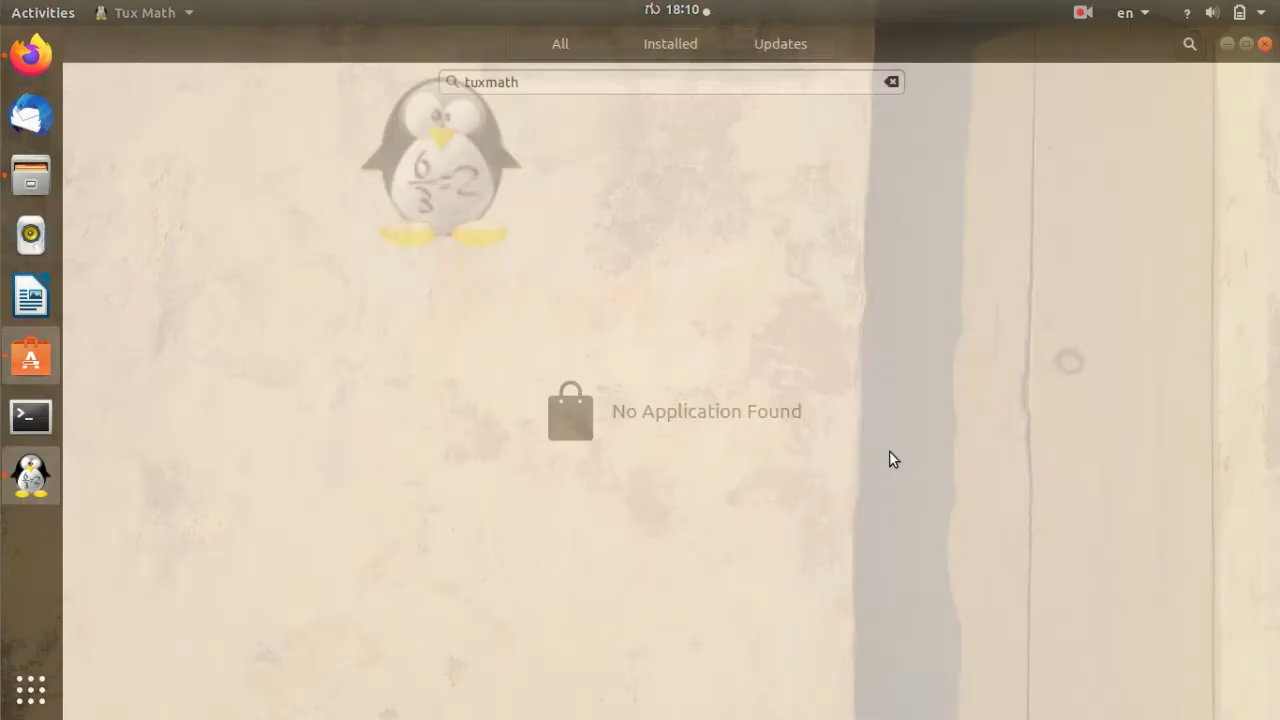 Activities Tux Math රා 18:10 en ?
All Installed Updates
tuxmath
6/3=2
No Application Found